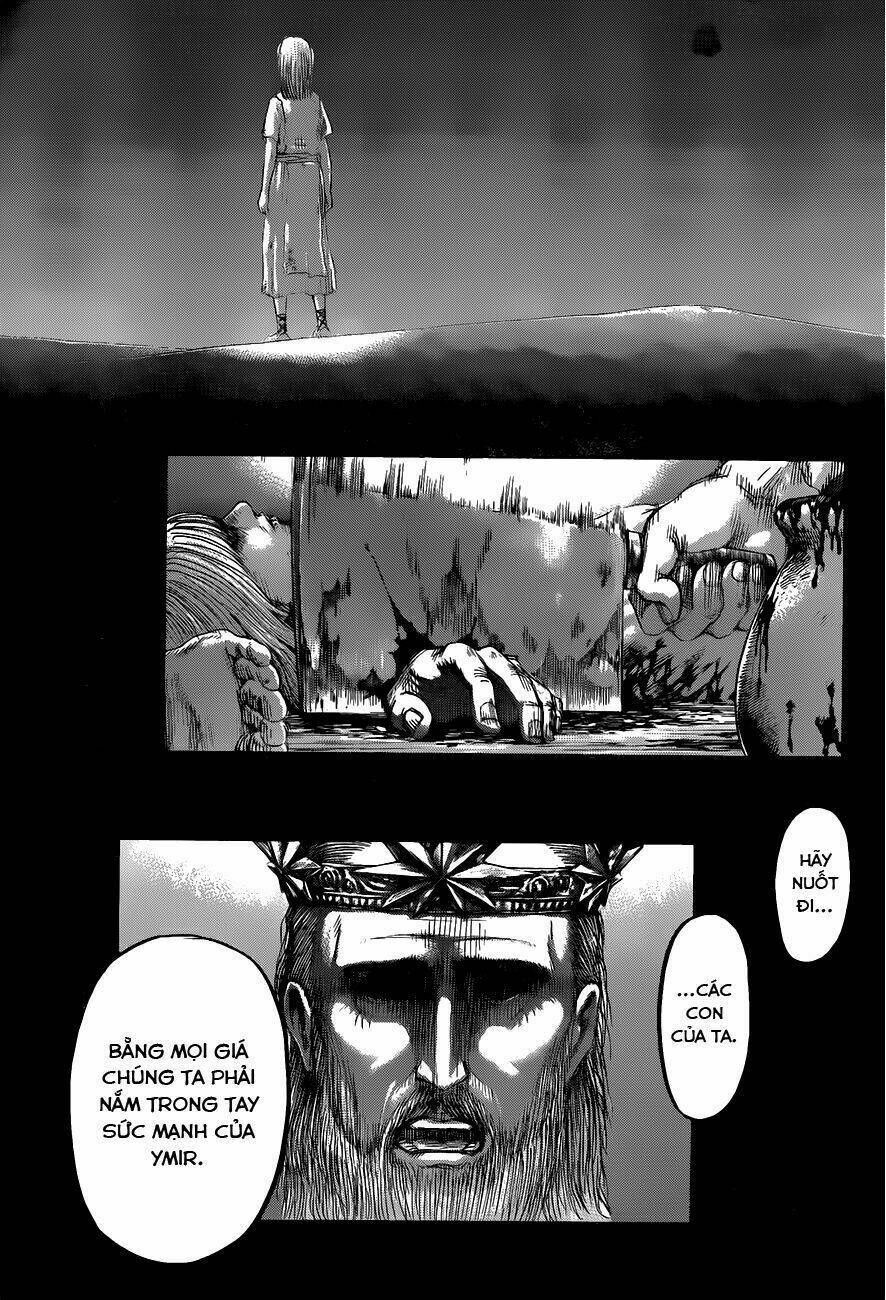 HÃY
NUỐT
ĐI...
...CÁC
CON
CỦA TA.
BẰNG MỌI GIÁ
CHÚNG TA PHẢI
NẮM TRONG TAY
SỨC MẠNH CỦA
YMIR.